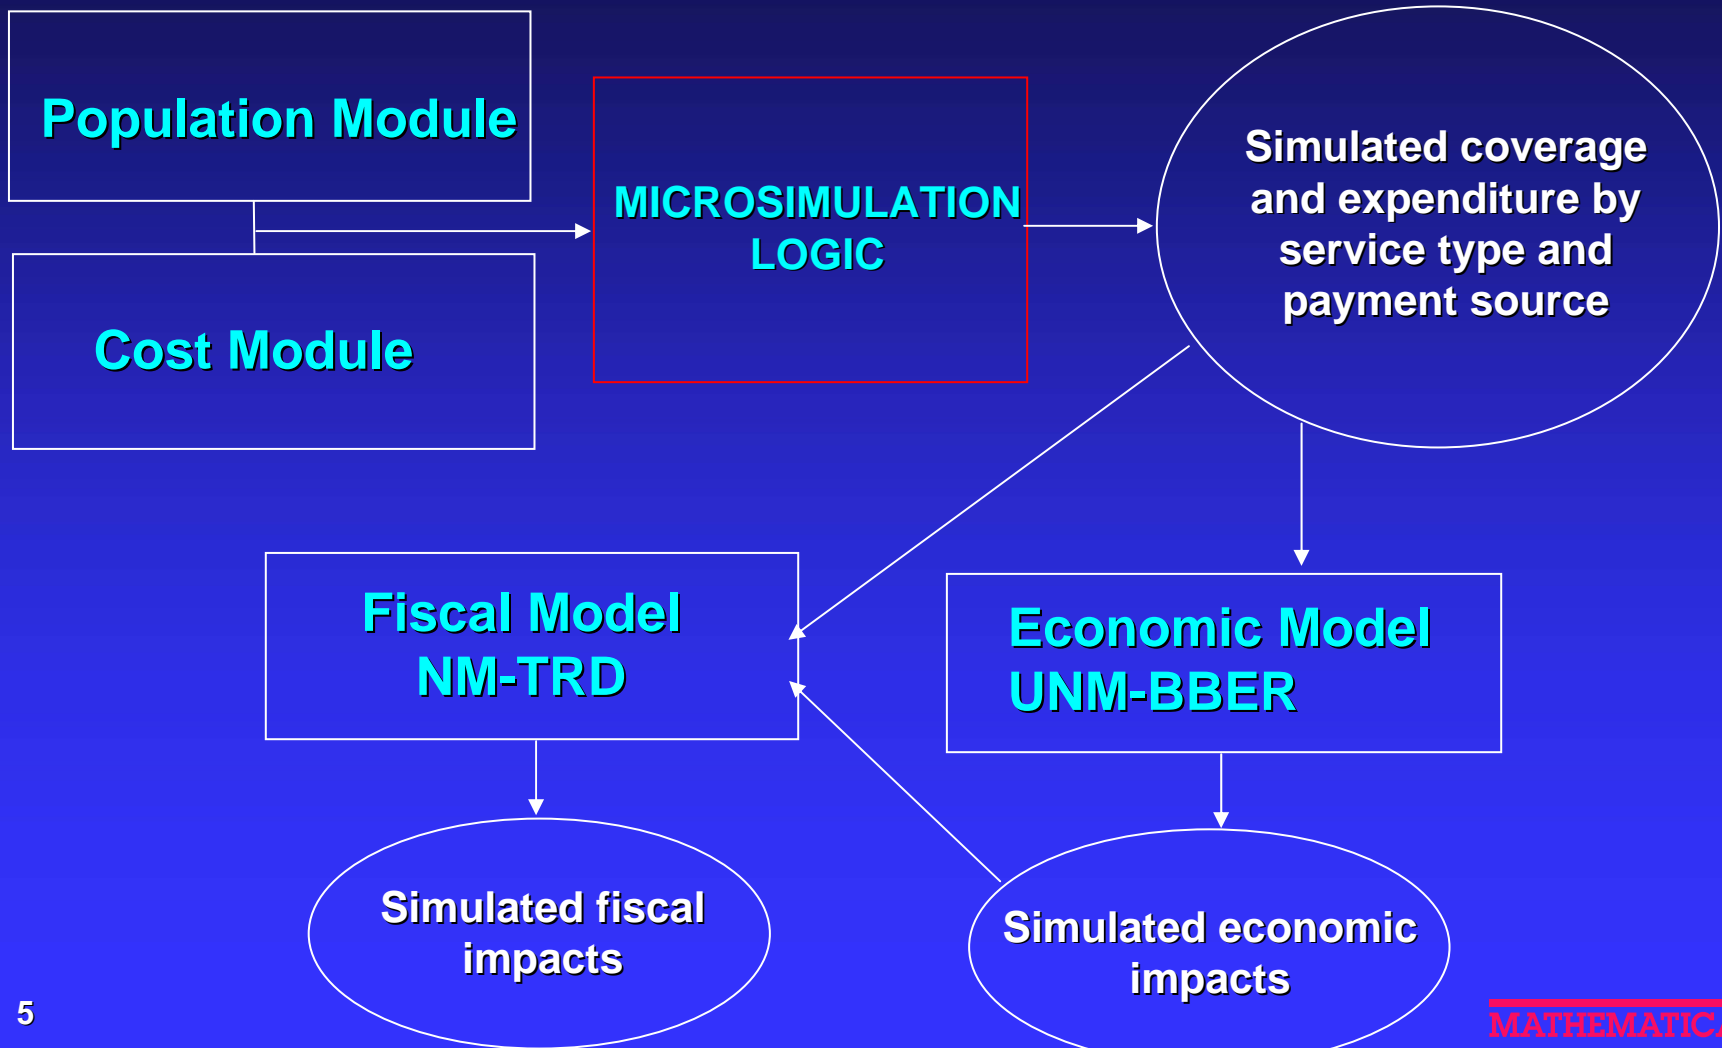 Population Module
Cost Module
MICROSIMULATION
LOGIC
Simulated coverage
and expenditure by
service type and
payment source
Fiscal Model
NM-TRD
Economic Model
UNM-BBER
Simulated fiscal
impacts
Simulated economic
impacts
5
MATHEMATICA